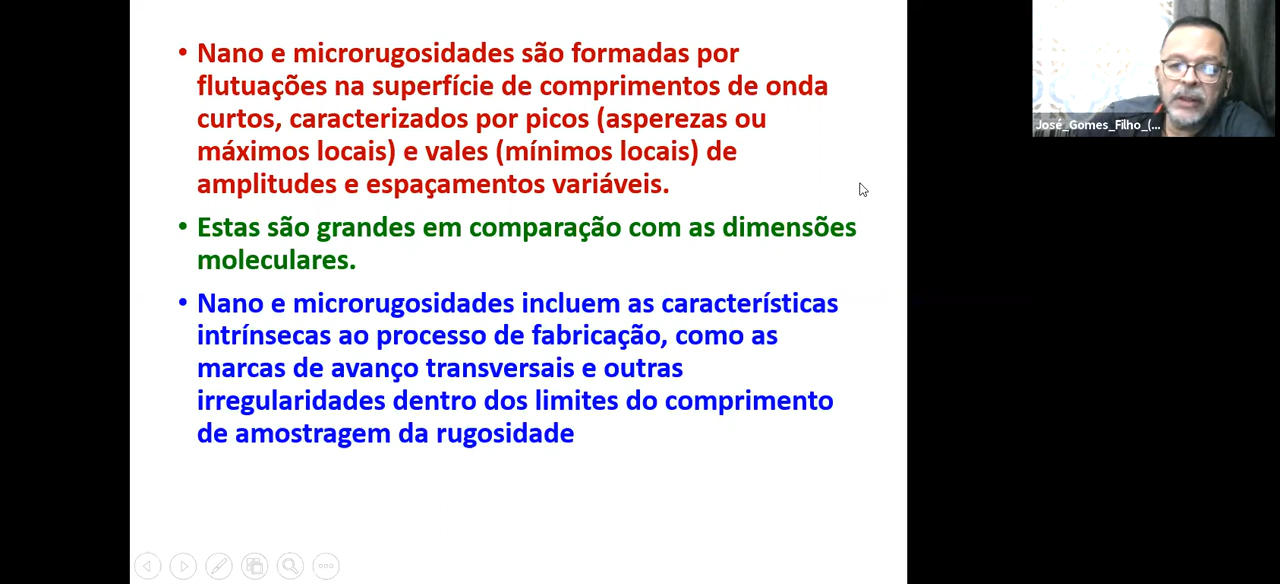 • Nano e microrugosidades são formadas por
flutuações na superfície de comprimentos de onda
curtos, caracterizados por picos (asperezas ou
máximos locais) e vales (mínimos locais) de
amplitudes e espaçamentos variáveis.
• Estas são grandes em comparação com as dimensões
moleculares.
• Nano e microrugosidades incluem as características
intrínsecas ao processo de fabricação, como as
marcas de avanço transversais e outras
irregularidades dentro dos limites do comprimento
de amostragem da rugosidade
José_Gomes_Filho_(...